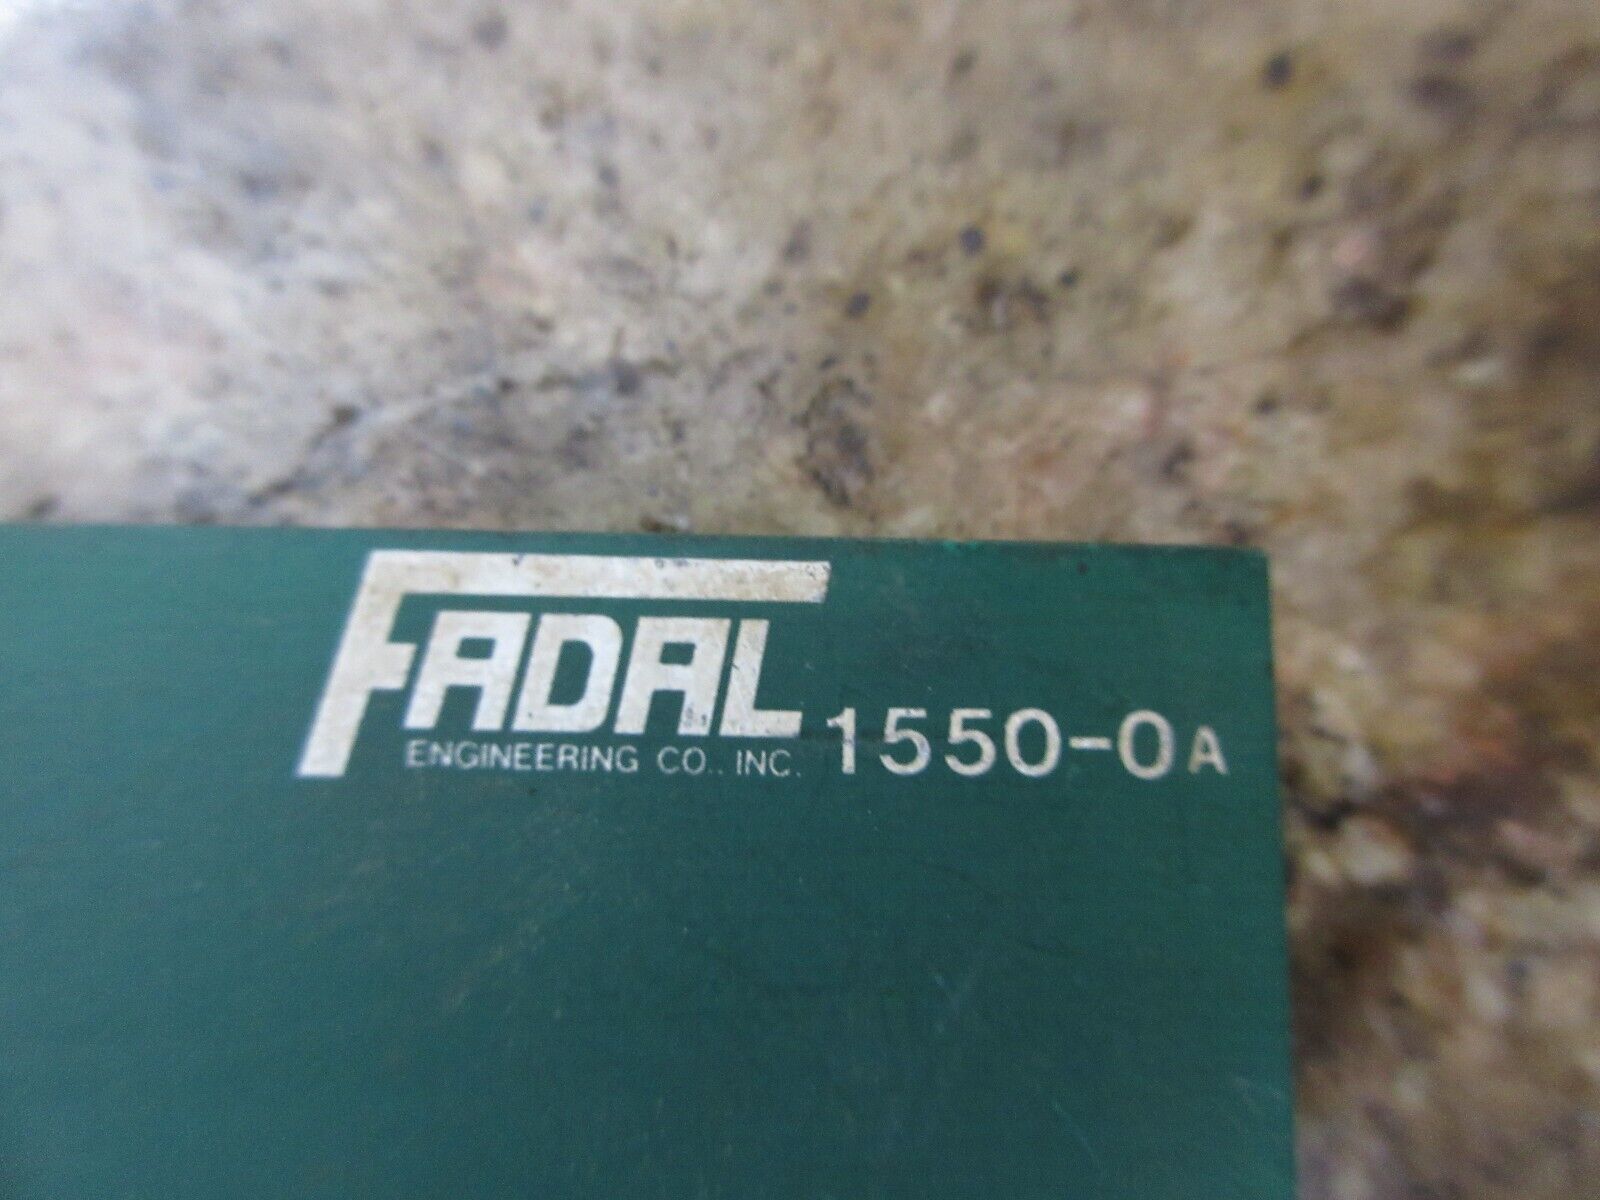 FADAL
ENGINEERING CO., INC. 1550-0A